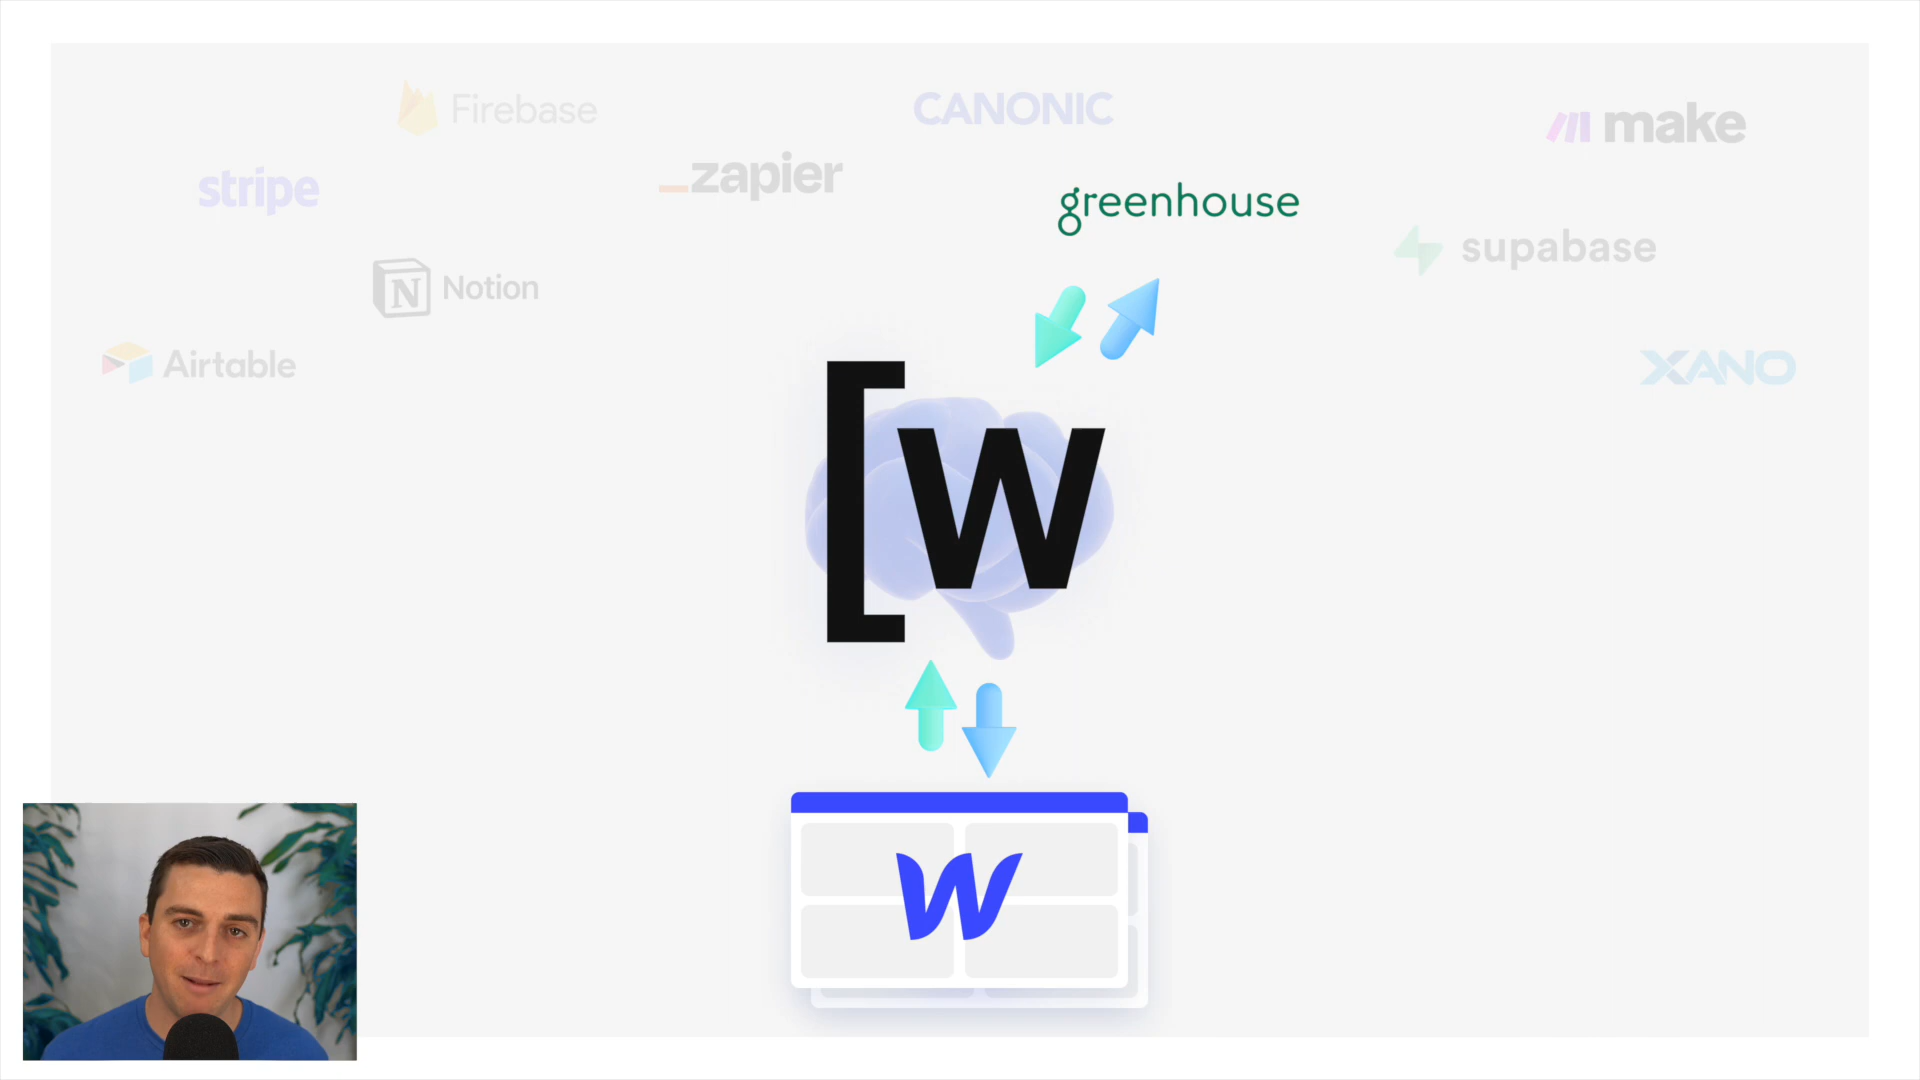 Firebase
CANONIC
make
stripe
zapier
greenhouse
supabase
Notion
Airtable
XANO
[W
W